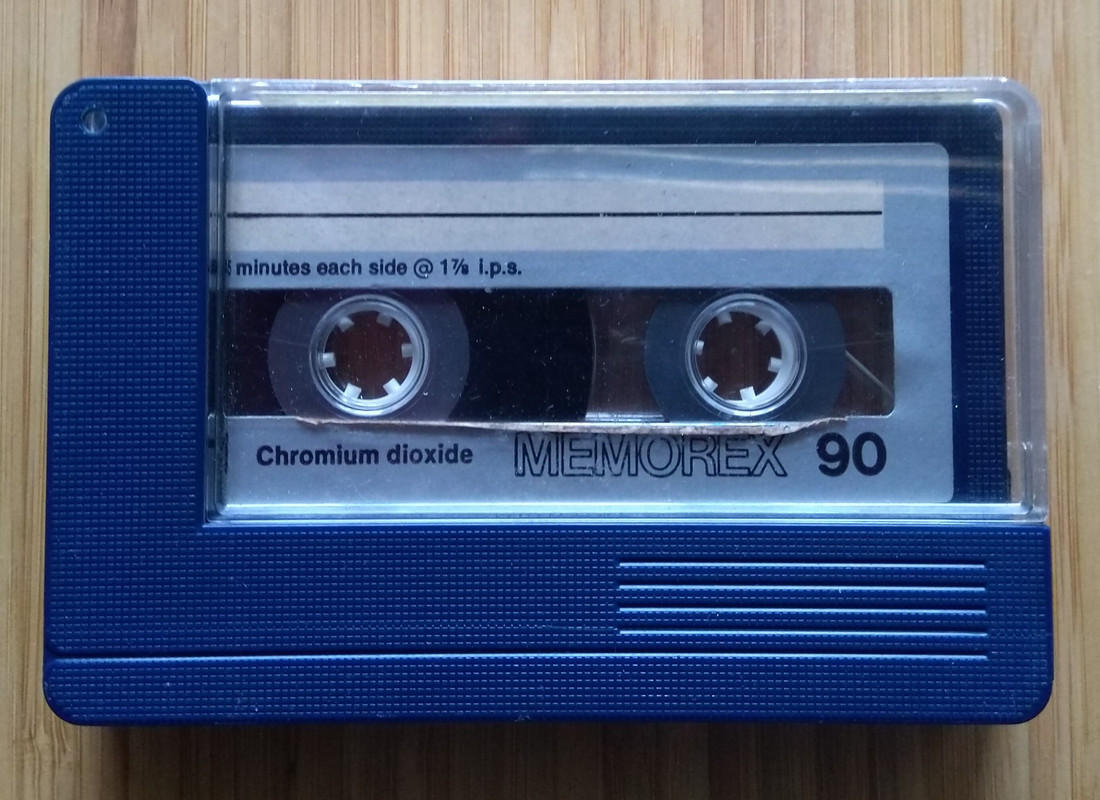 minutes each side @ 1⅞ i.p.s.
Chromium dioxide MEMOREX 90